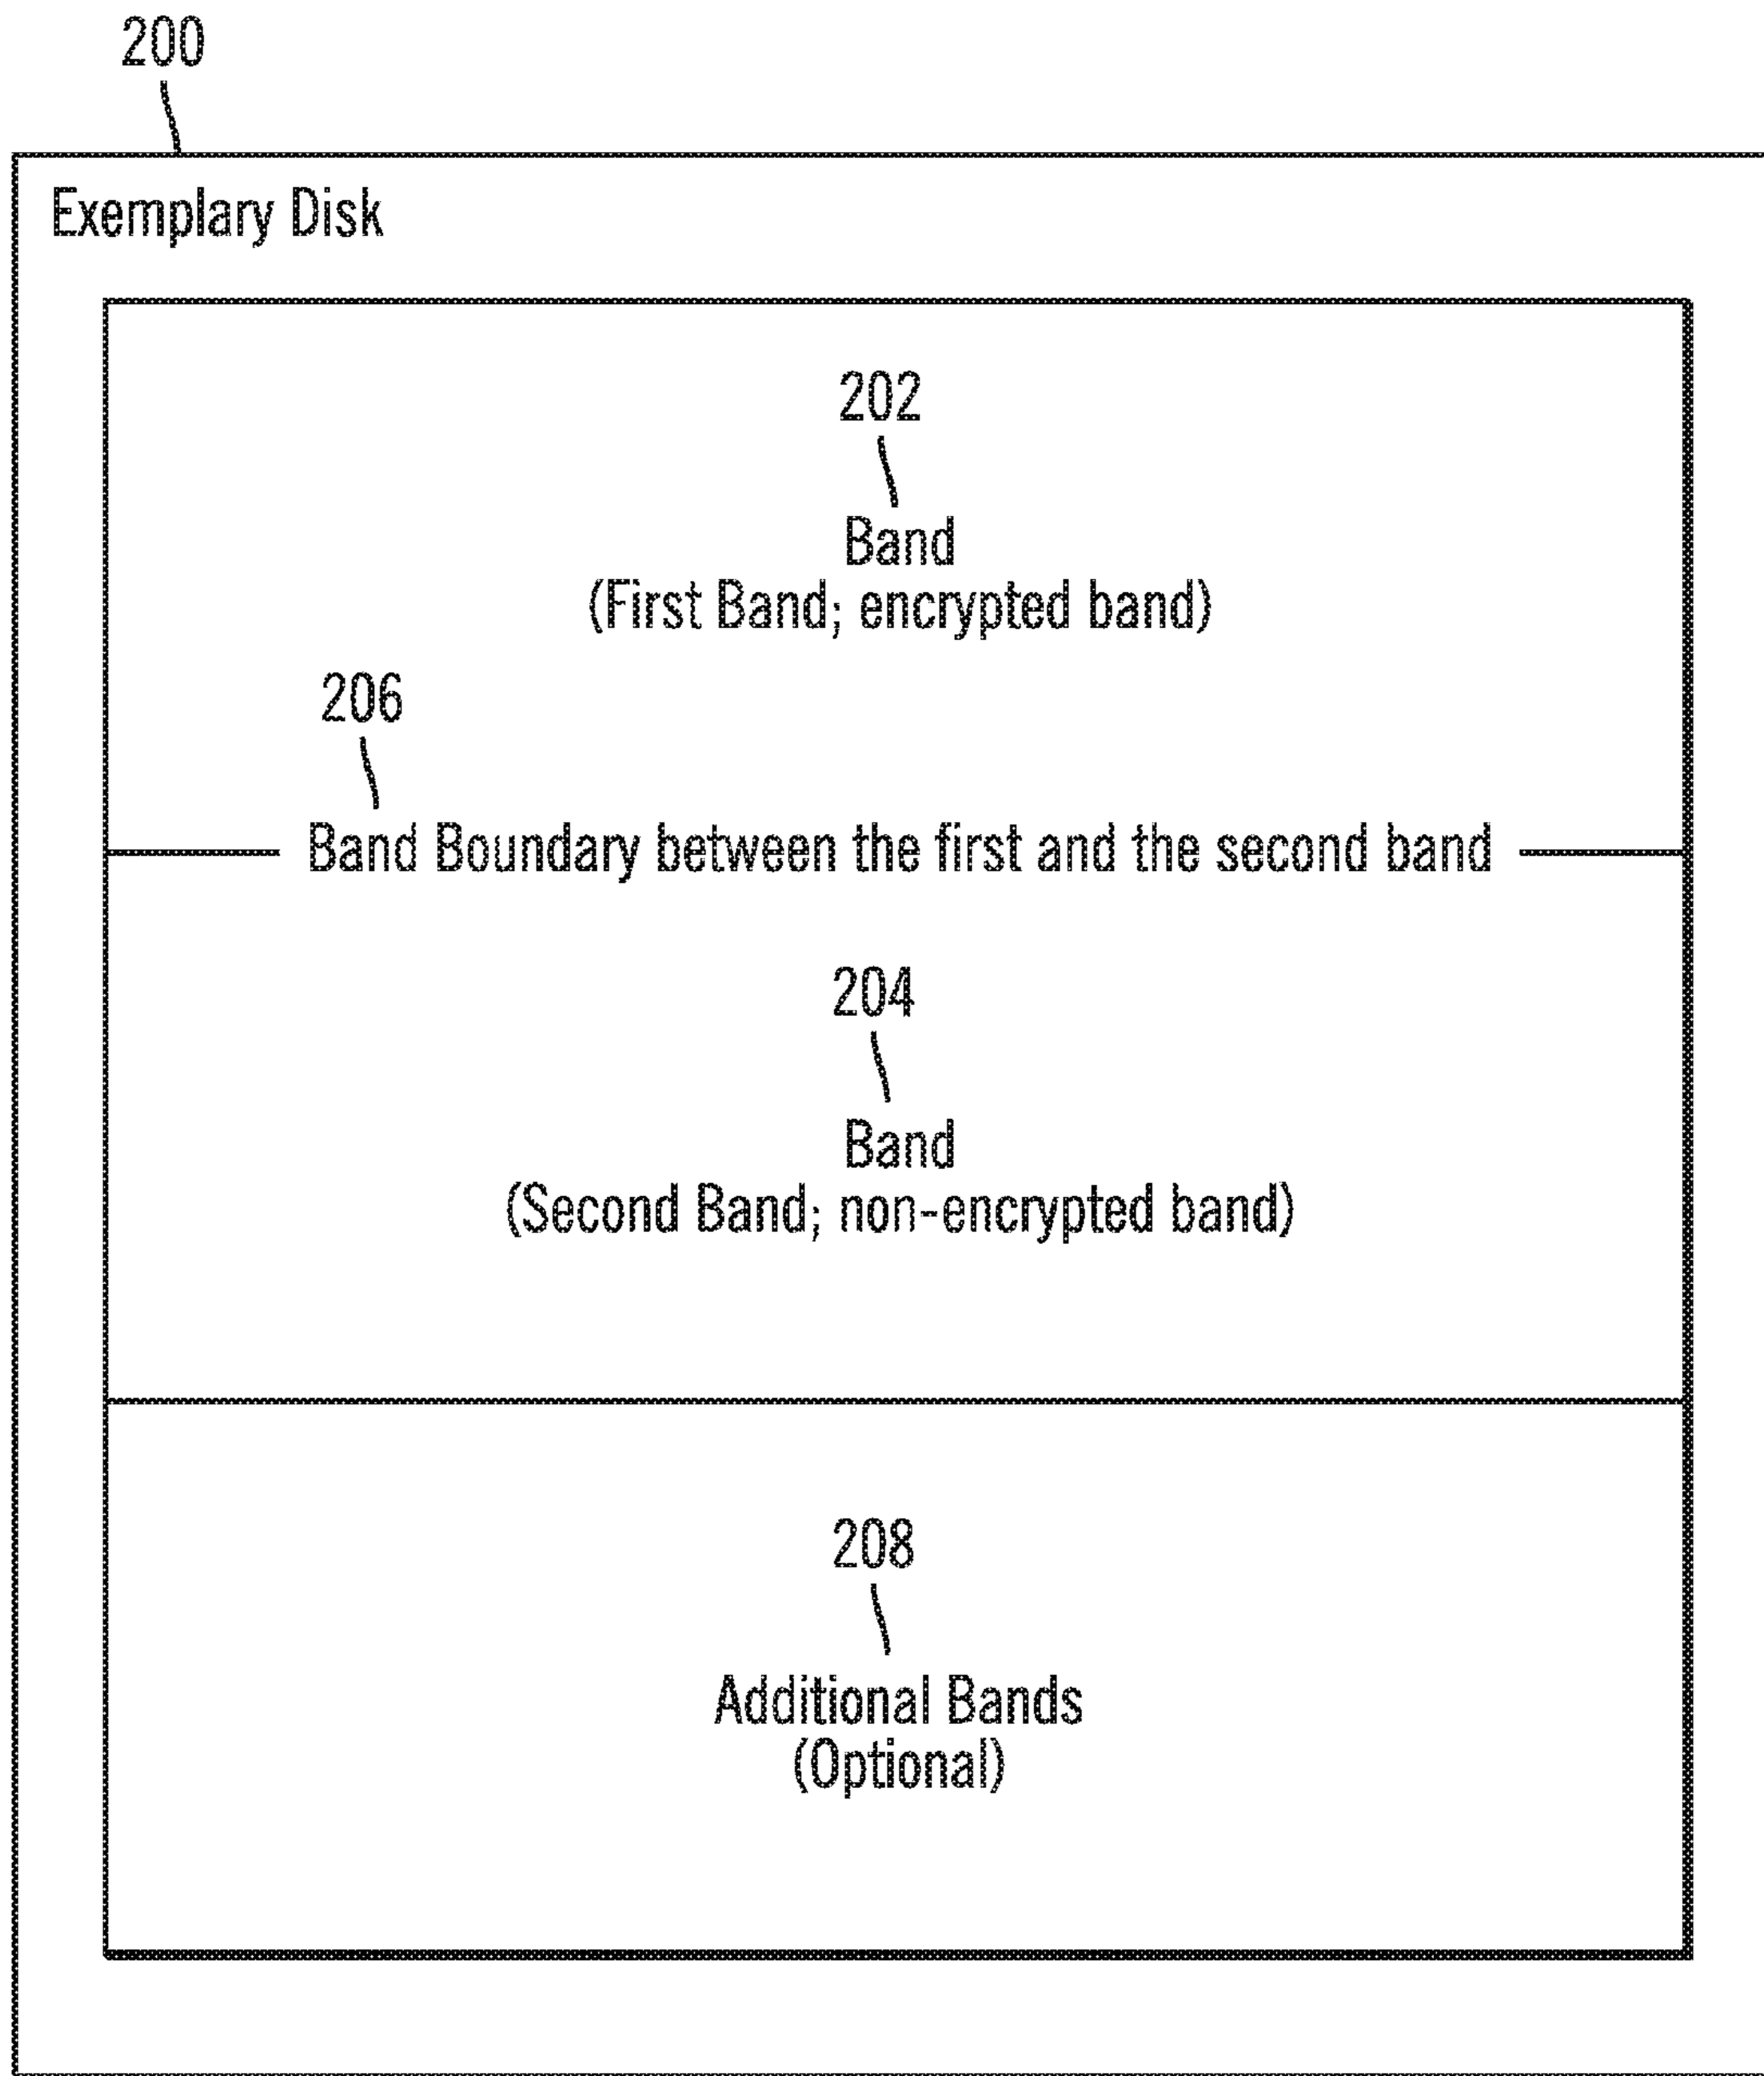 200
Exemplary Disk
202
Band
(First Band; encrypted band)
206
Band Boundary between the first and the second band
204
Band
(Second Band; non-encrypted band)
208
Additional Bands
(Optional)